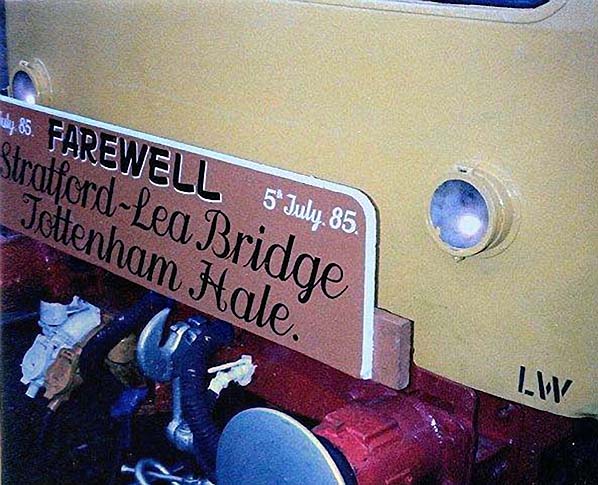 July. 85. FAREWELL 5th July. 85.
Stratford-Lea Bridge
Tottenham Hale.
LW